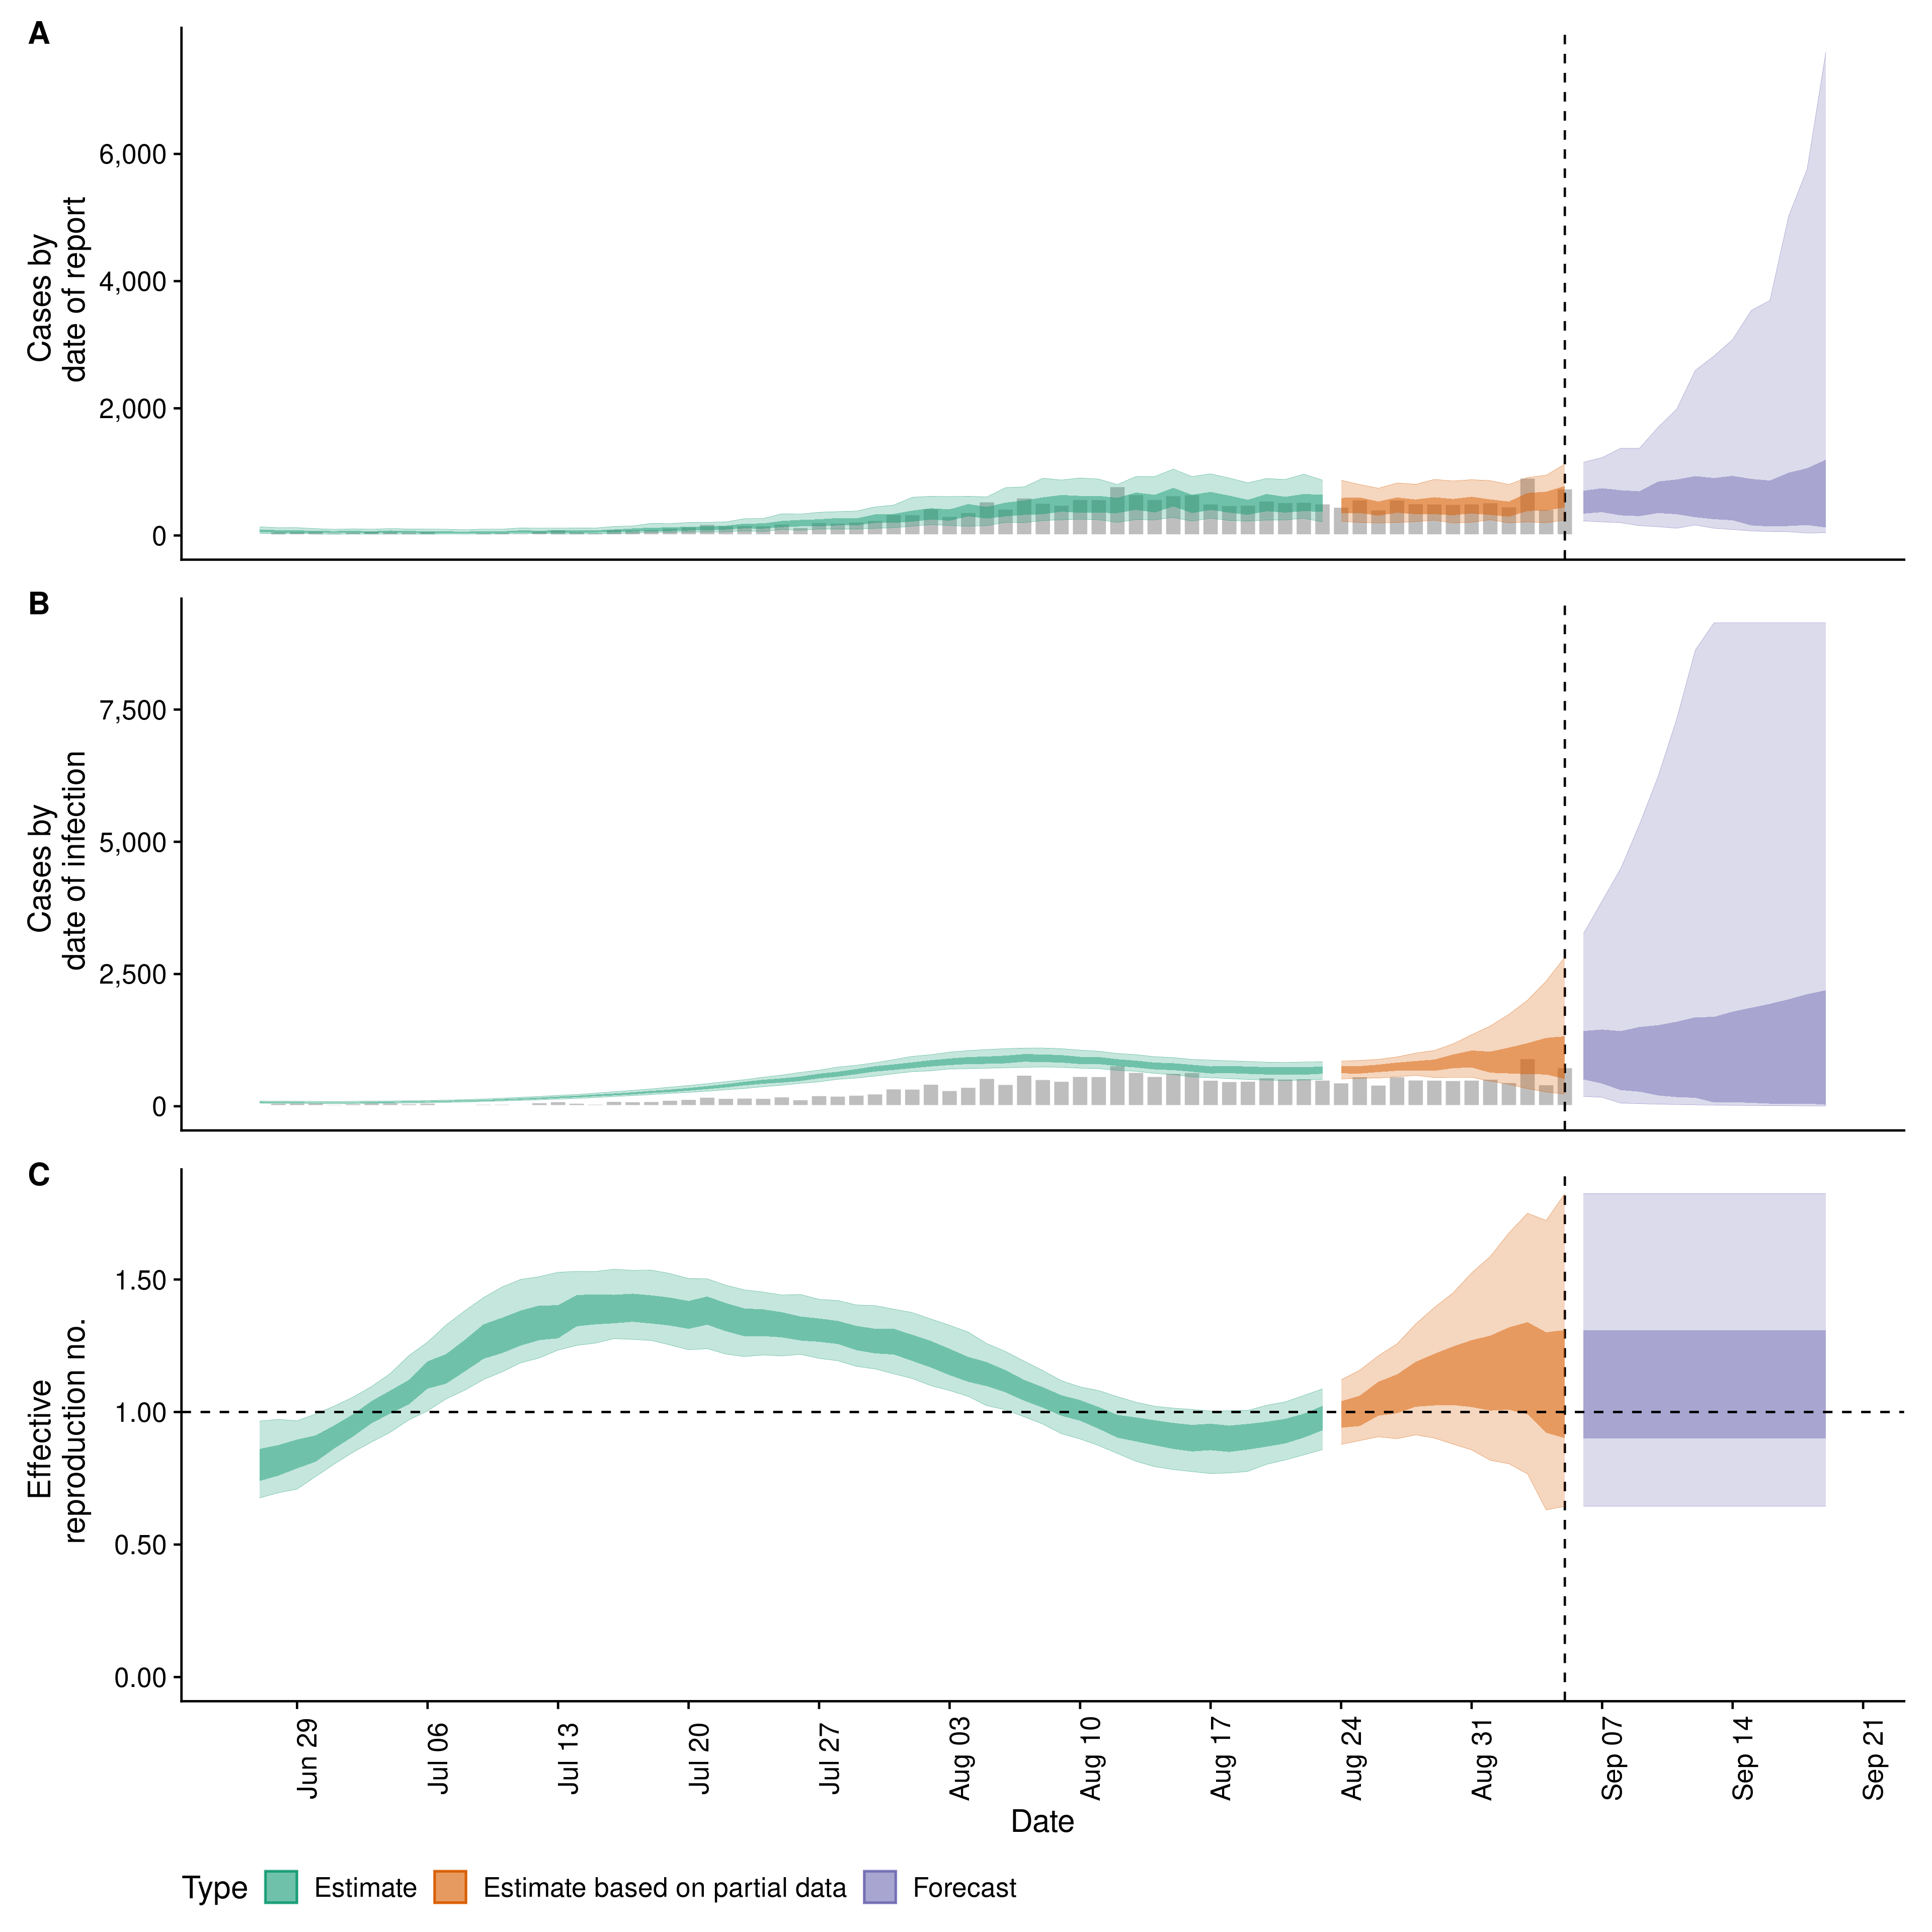 A
Cases by
date of report
6,000
4,000
2,000
0
B
Cases by
date of infection
7,500
5,000
2,500
0
C
Effective
reproduction no.
1.50
1.00
0.50
0.00
Jun 29
Jul 06
Jul 13
Jul 20
Jul 27
Aug 03
Aug 10
Aug 17
Aug 24
Aug 31
Sep 07
Sep 14
Sep 21
Date
Type Estimate Estimate based on partial data Forecast